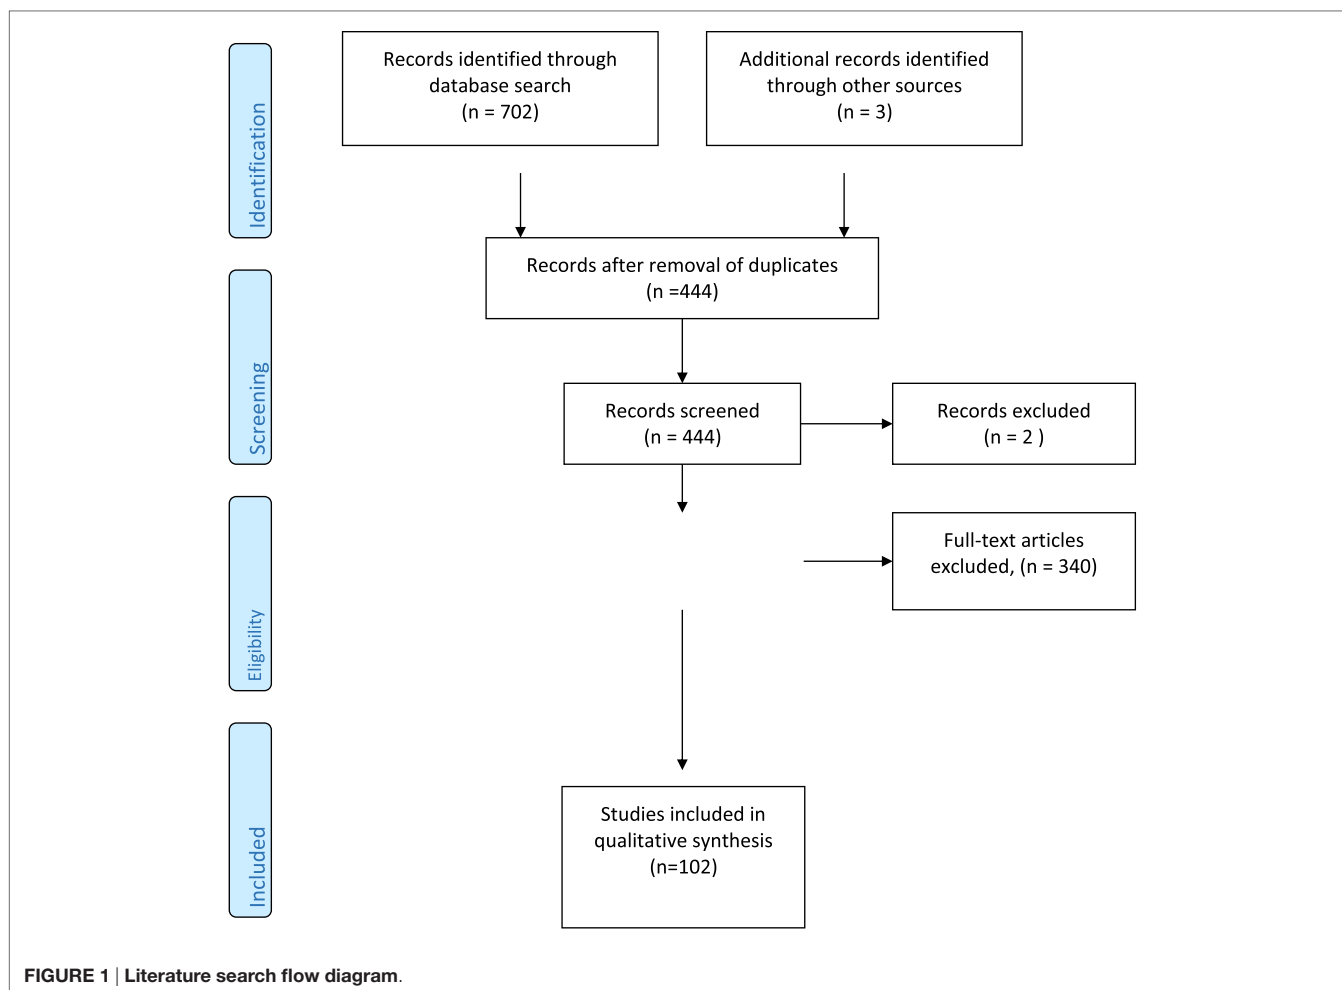 Identification
Records identified through
database search
(n = 702)
Additional records identified
through other sources
(n = 3)
Records after removal of duplicates
(n =444)
Screening
Records screened
(n = 444)
Records excluded
(n = 2 )
Eligibility
Full-text articles
excluded, (n = 340)
Included
Studies included in
qualitative synthesis
(n=102)
FIGURE 1 | Literature search flow diagram.